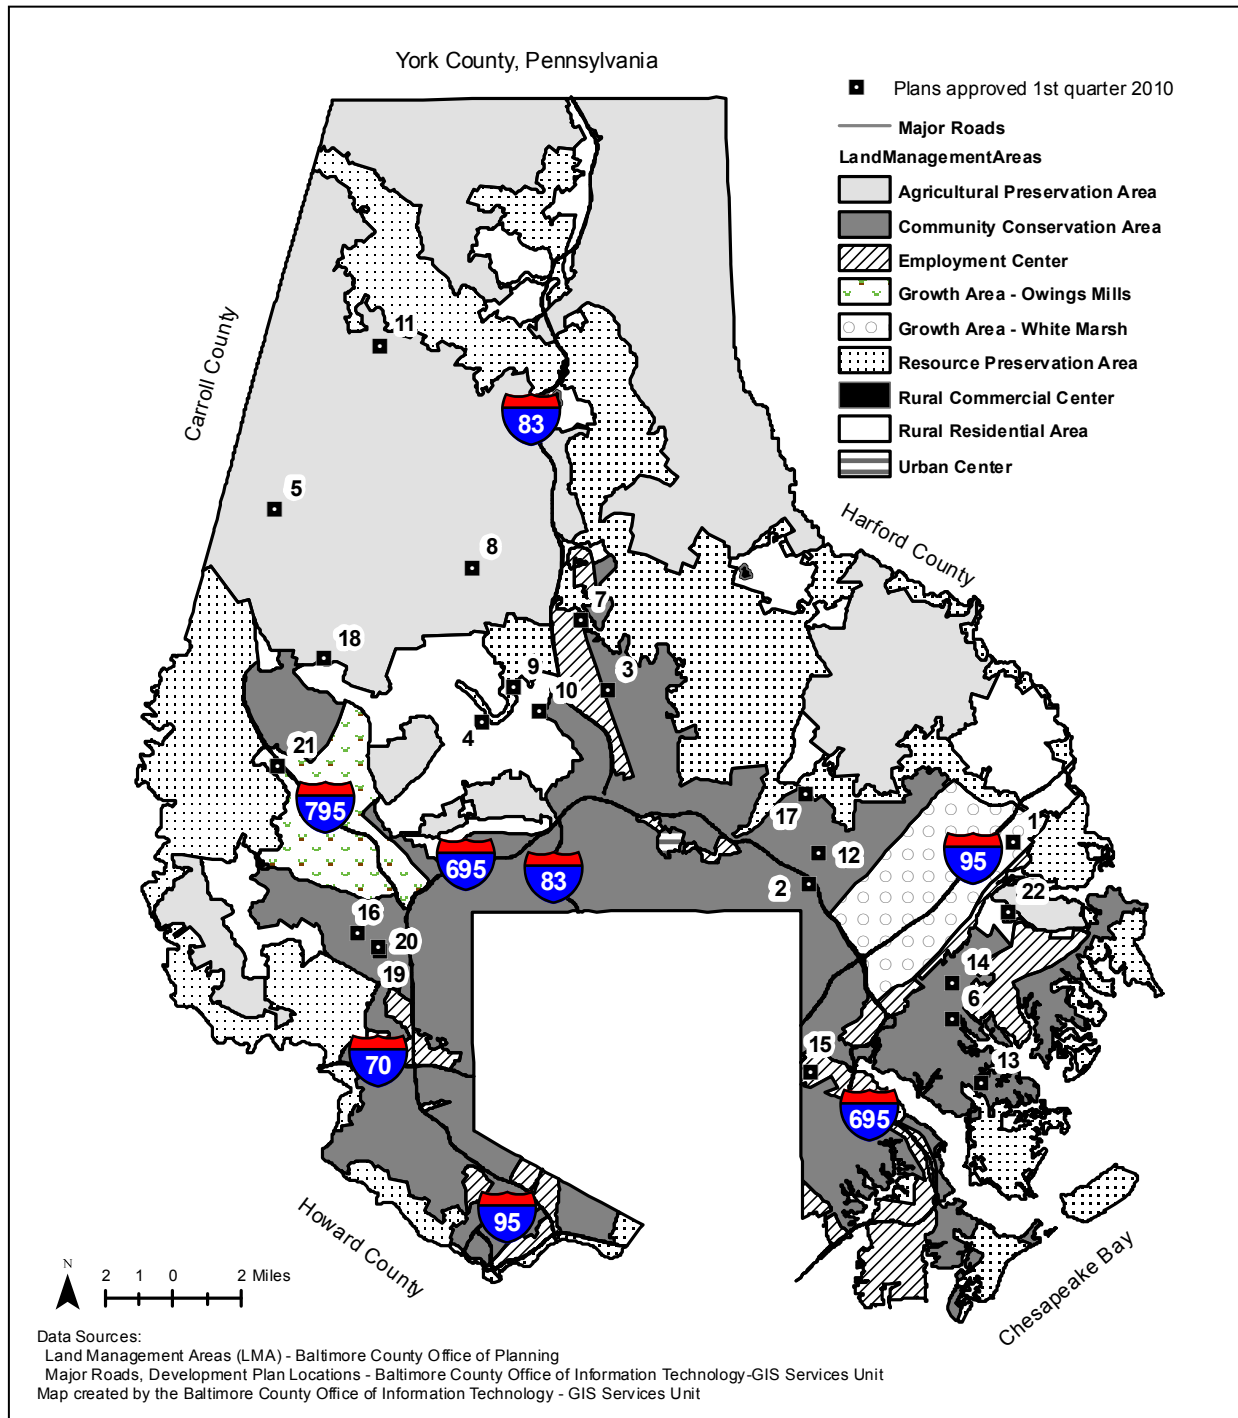 York County, Pennsylvania
Plans approved 1st quarter 2010
Major Roads
LandManagementAreas
Agricultural Preservation Area
Community Conservation Area
Employment Center
Growth Area - Owings Mills
Growth Area - White Marsh
Resource Preservation Area
Rural Commercial Center
Rural Residential Area
Urban Center
Carroll County
Harford County
11
83
5
8
7
18
9
3
10
4
21
795
17
1
695
83
12
95
2
22
16
20
14
19
6
70
15
13
695
95
Howard County
Chesapeake Bay
N
2 1 0 2 Miles
Data Sources:
Land Management Areas (LMA) - Baltimore County Office of Planning
Major Roads, Development Plan Locations - Baltimore County Office of Information Technology-GIS Services Unit
Map created by the Baltimore County Office of Information Technology - GIS Services Unit